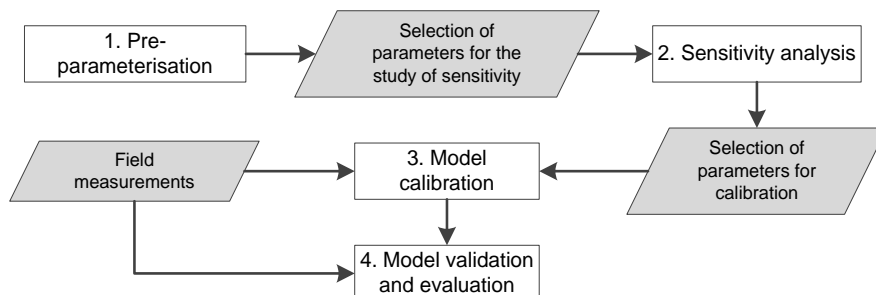 1. Pre-
parameterisation
Selection of
parameters for the
study of sensitivity
2. Sensitivity analysis
Field
measurements
3. Model
calibration
Selection of
parameters for
calibration
4. Model validation
and evaluation